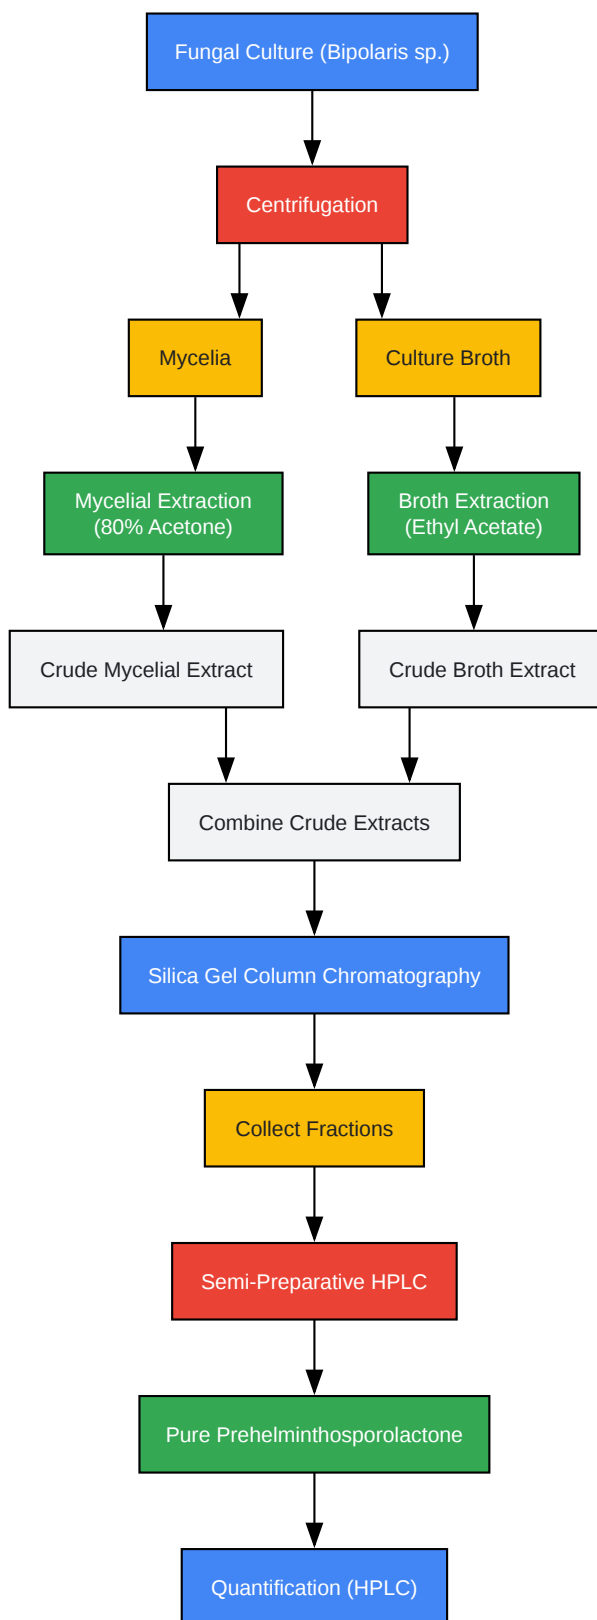 Fungal Culture (Bipolaris sp.)
Centrifugation
Mycelia
Culture Broth
Mycelial Extraction
(80% Acetone)
Broth Extraction
(Ethyl Acetate)
Crude Mycelial Extract
Crude Broth Extract
Combine Crude Extracts
Silica Gel Column Chromatography
Collect Fractions
Semi-Preparative HPLC
Pure Prehelminthosporolactone
Quantification (HPLC)